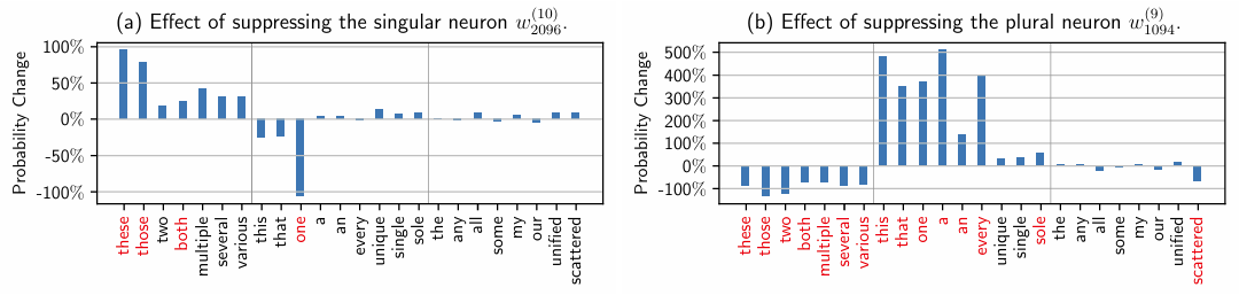 (a) Effect of suppressing the singular neuron w_{2096}^{(10)}.
Probability Change
100%
50%
0%
-50%
-100%
these
those
two
both
multiple
several
various
this
that
one
a
an
every
unique
single
sole
the
any
all
some
my
our
unified
scattered
(b) Effect of suppressing the plural neuron w_{1094}^{(9)}.
Probability Change
500%
400%
300%
200%
100%
0%
-100%
these
those
two
both
multiple
several
various
this
that
one
a
an
every
unique
single
sole
the
any
all
some
my
our
unified
scattered